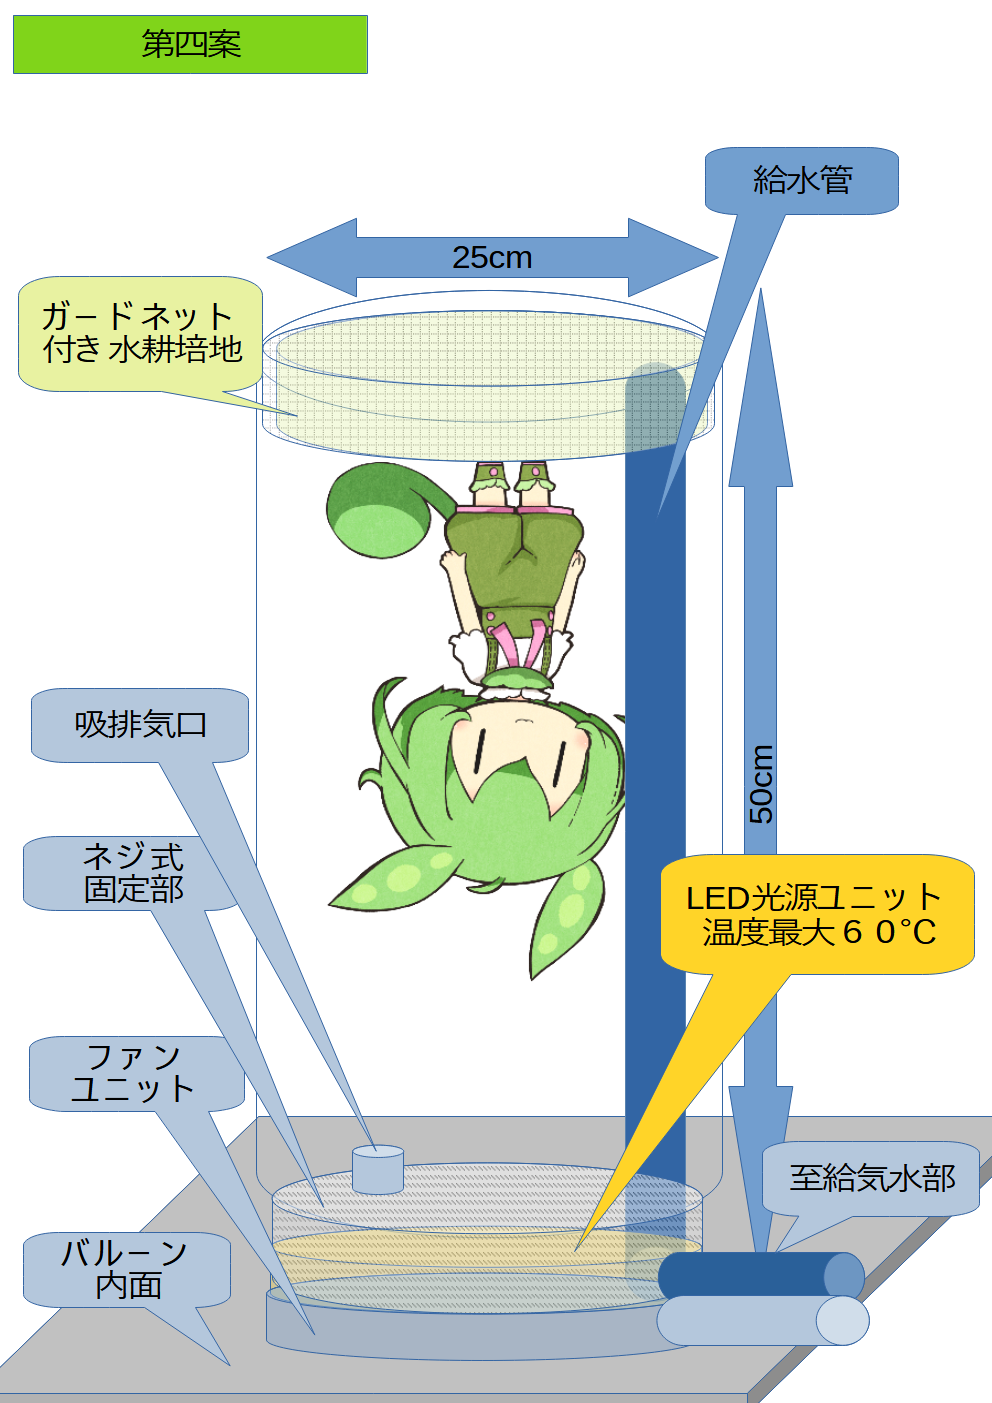 第四案
給水管
25cm
ガード ネット
付き 水耕培地
吸排気口
50cm
ネジ式
固定部
LED光源ユニット
温度最大６０℃
ファン
ユニット
至給気水部
バルーン
内面